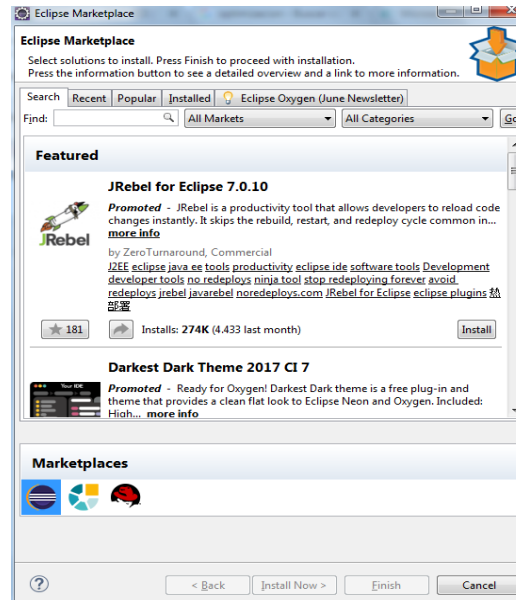 Eclipse Marketplace
Eclipse Marketplace
Select solutions to install. Press Finish to proceed with installation.
Press the information button to see a detailed overview and a link to more information.
Search Recent Popular Installed Eclipse Oxygen (June Newsletter)
Find: All Markets All Categories Go
Featured
JRebel for Eclipse 7.0.10
Promoted - JRebel is a productivity tool that allows developers to reload code
changes instantly. It skips the rebuild, restart, and redeploy cycle common in...
more info
JRebel
by ZeroTurnaround, Commercial
J2EE eclipse java ee tools productivity eclipse ide software tools Development
developer tools no redeploys ninja tool stop redeploying forever avoid
redeploys jrebel javarebel noredeploys.com JRebel for Eclipse eclipse plugins 热
部署
181 Installs: 274K (4.433 last month) Install
Darkest Dark Theme 2017 CI 7
Your IDE
Promoted - Ready for Oxygen! Darkest Dark theme is a free plug-in and
theme that provides a clean flat look to Eclipse Neon and Oxygen. Included:
High... more info
Marketplaces
? < Back Install Now > Finish Cancel